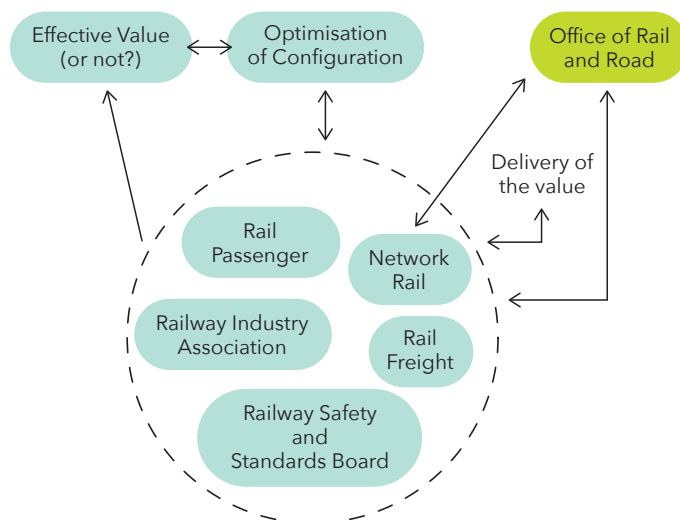 Effective Value
(or not?)
Optimisation
of Configuration
Office of Rail
and Road
Delivery of
the value
Rail
Passenger
Network
Rail
Railway Industry
Association
Rail
Freight
Railway Safety
and
Standards Board